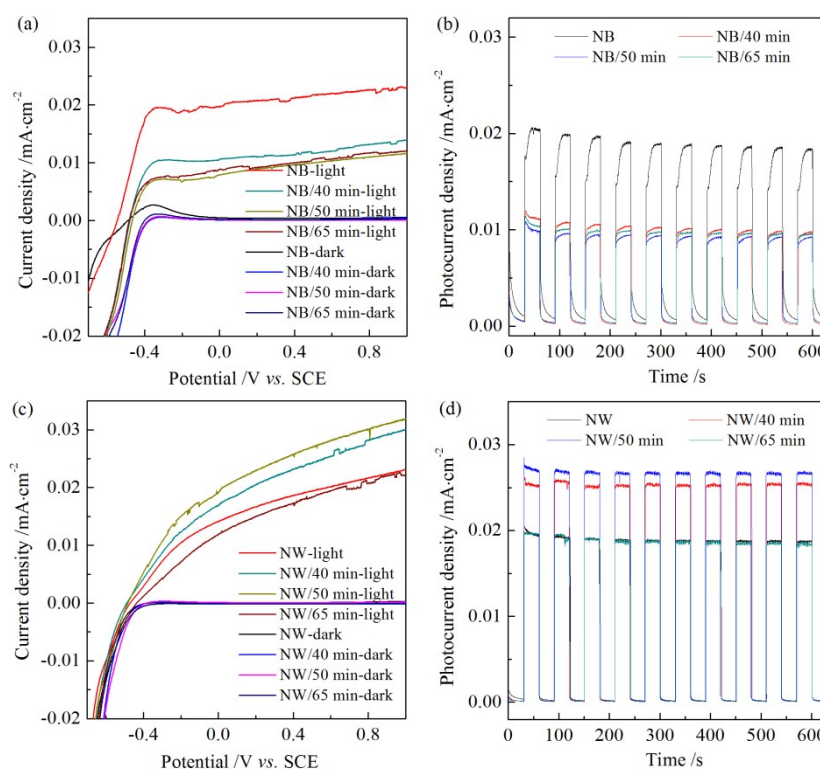 (a)
0.03
0.02
0.01
0.00
-0.01
-0.02
Current density /mA·cm⁻²
NB-light
NB/40 min-light
NB/50 min-light
NB/65 min-light
NB-dark
NB/40 min-dark
NB/50 min-dark
NB/65 min-dark
-0.4 0.0 0.4 0.8
Potential /V vs. SCE
(b)
NB NB/40 min
NB/50 min NB/65 min
0.03
0.02
0.01
0.00
Photocurrent density /mA·cm⁻²
0 100 200 300 400 500 600
Time /s
(c)
0.03
0.02
0.01
0.00
-0.01
-0.02
Current density /mA·cm⁻²
NW-light
NW/40 min-light
NW/50 min-light
NW/65 min-light
NW-dark
NW/40 min-dark
NW/50 min-dark
NW/65 min-dark
-0.4 0.0 0.4 0.8
Potential /V vs. SCE
(d)
NW NW/40 min
NW/50 min NW/65 min
0.03
0.02
0.01
0.00
Photocurrent density /mA·cm⁻²
0 100 200 300 400 500 600
Time /s